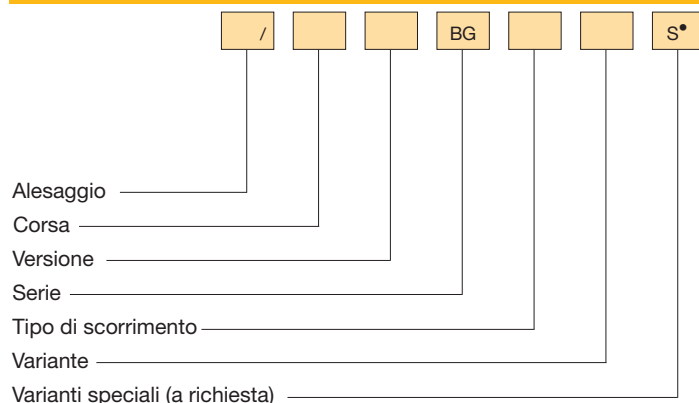 / BG S•
Alesaggio
Corsa
Versione
Serie
Tipo di scorrimento
Variante
Varianti speciali (a richiesta)